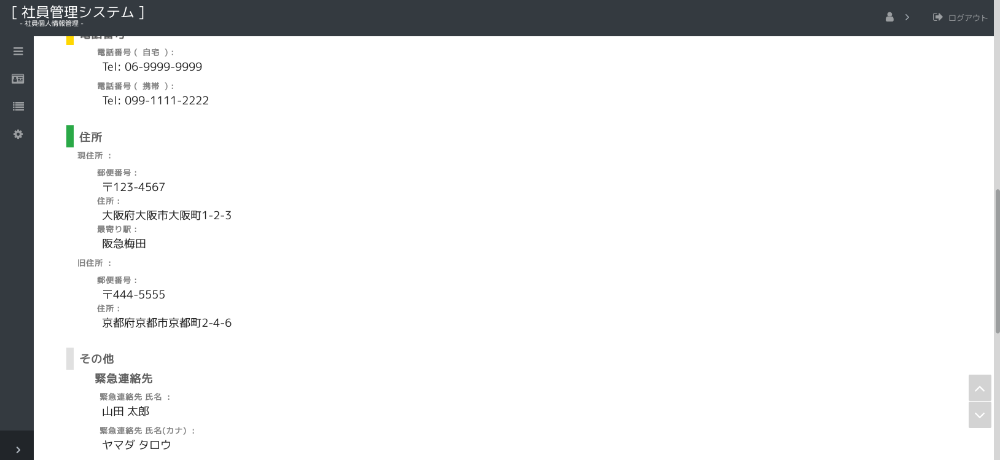 [ 社員管理システム ]
- 社員個人情報管理 -
ログアウト
電話番号
電話番号 ( 自宅 ) :
Tel: 06-9999-9999
電話番号 ( 携帯 ) :
Tel: 099-1111-2222
住所
現住所 :
郵便番号 :
〒123-4567
住所 :
大阪府大阪市大阪町1-2-3
最寄り駅 :
阪急梅田
旧住所 :
郵便番号 :
〒444-5555
住所 :
京都府京都市京都町2-4-6
その他
緊急連絡先
緊急連絡先 氏名 :
山田 太郎
緊急連絡先 氏名(カナ) :
ヤマダ タロウ